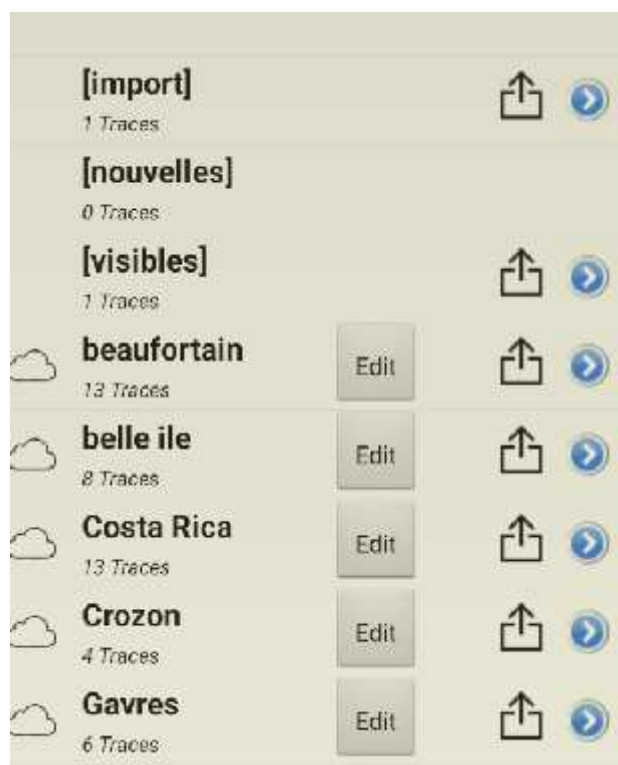 [import]
1 Traces
[nouvelles]
0 Traces
[visibles]
1 Traces
beaufortain
13 Traces
Edit
belle ile
8 Traces
Edit
Costa Rica
13 Traces
Edit
Crozon
4 Traces
Edit
Gavres
6 Traces
Edit